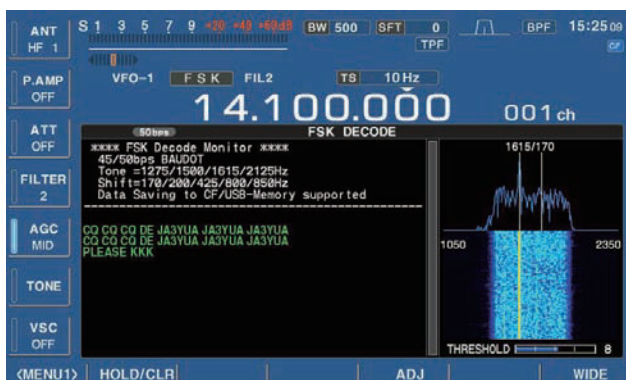 ANT
HF 1
S 1 3 5 7 9 +20 +40 +60dB
BW 500
SFT 0
TPF
BPF
15:25 09
CF
P.AMP
OFF
VFO-1 FSK FIL2
TS 10Hz
14.100.000
001 ch
ATT
OFF
50bps
FSK DECODE
**** FSK Decode Monitor ****
45/50bps BAUDOT
Tone =1275/1500/1615/2125Hz
Shift=170/200/425/800/850Hz
Data Saving to CF/USB-Memory supported
1615/170
FILTER
2
AGC
MID
CQ CQ CQ DE JA3YUA JA3YUA JA3YUA
CQ CQ CQ DE JA3YUA JA3YUA JA3YUA
PLEASE KKK
1050
2350
TONE
VSC
OFF
THRESHOLD 8
<MENU1>
HOLD/CLR
ADJ
WIDE